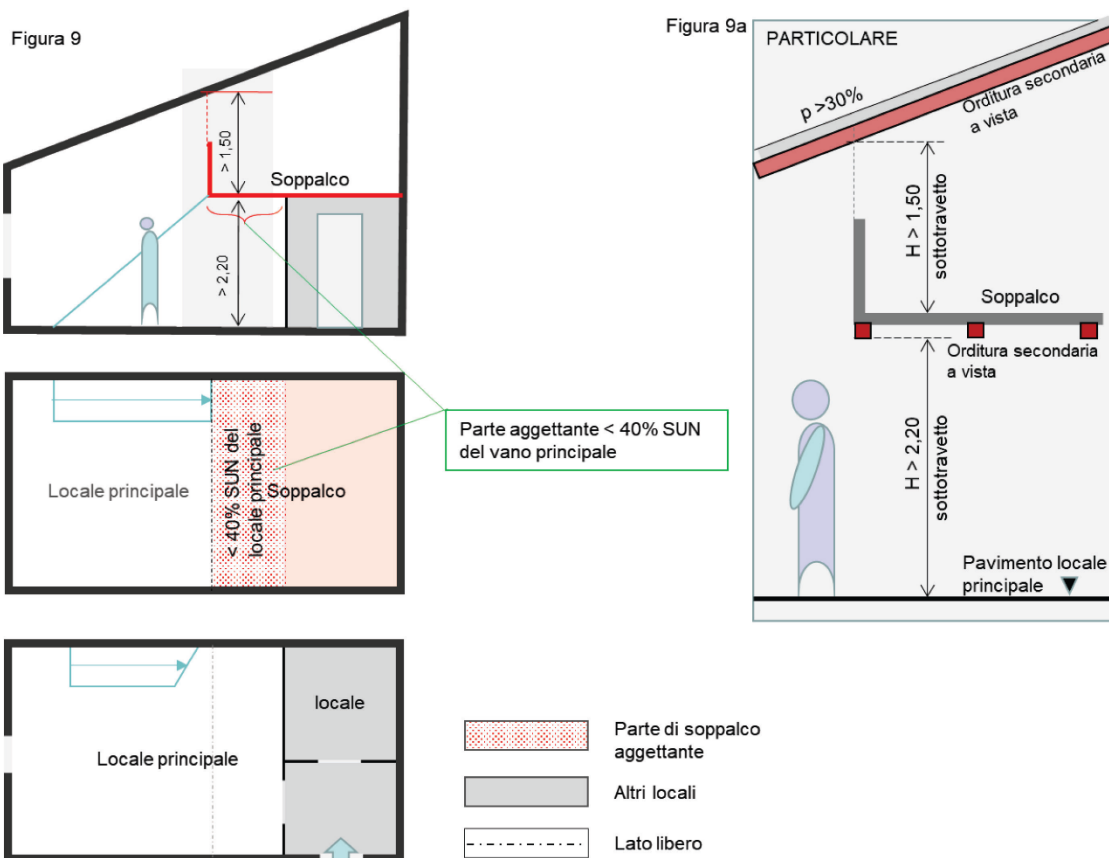 Figura 9
> 1,50
Soppalco
> 2,20
Parte aggettante < 40% SUN
del vano principale
Locale principale
< 40% SUN del
locale principale
Soppalco
locale
Locale principale
Parte di soppalco
aggettante
Altri locali
Lato libero
Figura 9a
PARTICOLARE
p >30%
Orditura secondaria
a vista
H > 1,50
sottotravetto
Soppalco
Orditura secondaria
a vista
H > 2,20
sottotravetto
Pavimento locale
principale